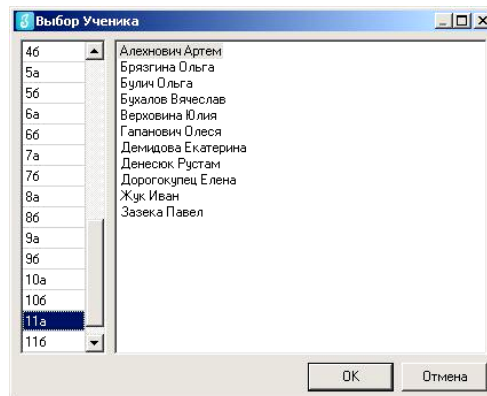 Выбор Ученика
4б
5а
5б
6а
6б
7а
7б
8а
8б
9а
9б
10а
10б
11а
11б
Алехнович Артем
Брязгина Ольга
Булич Ольга
Бухалов Вячеслав
Верховина Юлия
Гапанович Олеся
Демидова Екатерина
Денесюк Рустам
Дорогокупец Елена
Жук Иван
Зазека Павел
ОК
Отмена